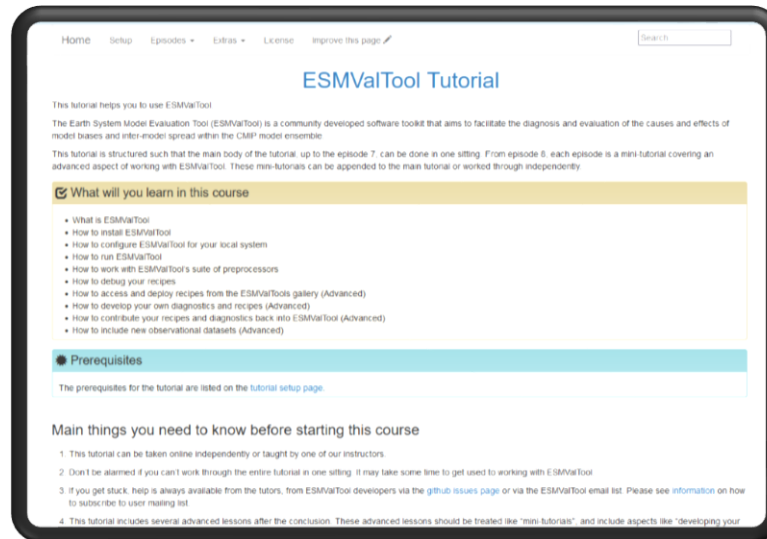 Home Setup Episodes Extras License Improve this page Search
ESMValTool Tutorial
This tutorial helps you to use ESMValTool
The Earth System Model Evaluation Tool (ESMValTool) is a community developed software toolkit that aims to facilitate the diagnosis and evaluation of the causes and effects of
model biases and inter-model spread within the CMIP model ensemble
This tutorial is structured such that the main body of the tutorial, up to the episode 7, can be done in one sitting. From episode 8, each episode is a mini-tutorial covering an
advanced aspect of working with ESMValTool. These mini-tutorials can be appended to the main tutorial or worked through independently.
What will you learn in this course
• What is ESMValTool
• How to install ESMValTool
• How to configure ESMValTool for your local system
• How to run ESMValTool
• How to work with ESMValTool's suite of preprocessors
• How to debug your recipes
• How to access and deploy recipes from the ESMValTools gallery (Advanced)
• How to develop your own diagnostics and recipes (Advanced)
• How to contribute your recipes and diagnostics back into ESMValTool (Advanced)
• How to include new observational datasets (Advanced)
Prerequisites
The prerequisites for the tutorial are listed on the tutorial setup page.
Main things you need to know before starting this course
1. This tutorial can be taken online independently or taught by one of our instructors.
2. Don't be alarmed if you can't work through the entire tutorial in one sitting. It may take some time to get used to working with ESMValTool
3. If you get stuck, help is always available from the tutors, from ESMValTool developers via the github issues page or via the ESMValTool email list. Please see information on how
to subscribe to user mailing list
4. This tutorial includes several advanced lessons after the conclusion. These advanced lessons should be treated like "mini-tutorials", and include aspects like "developing your